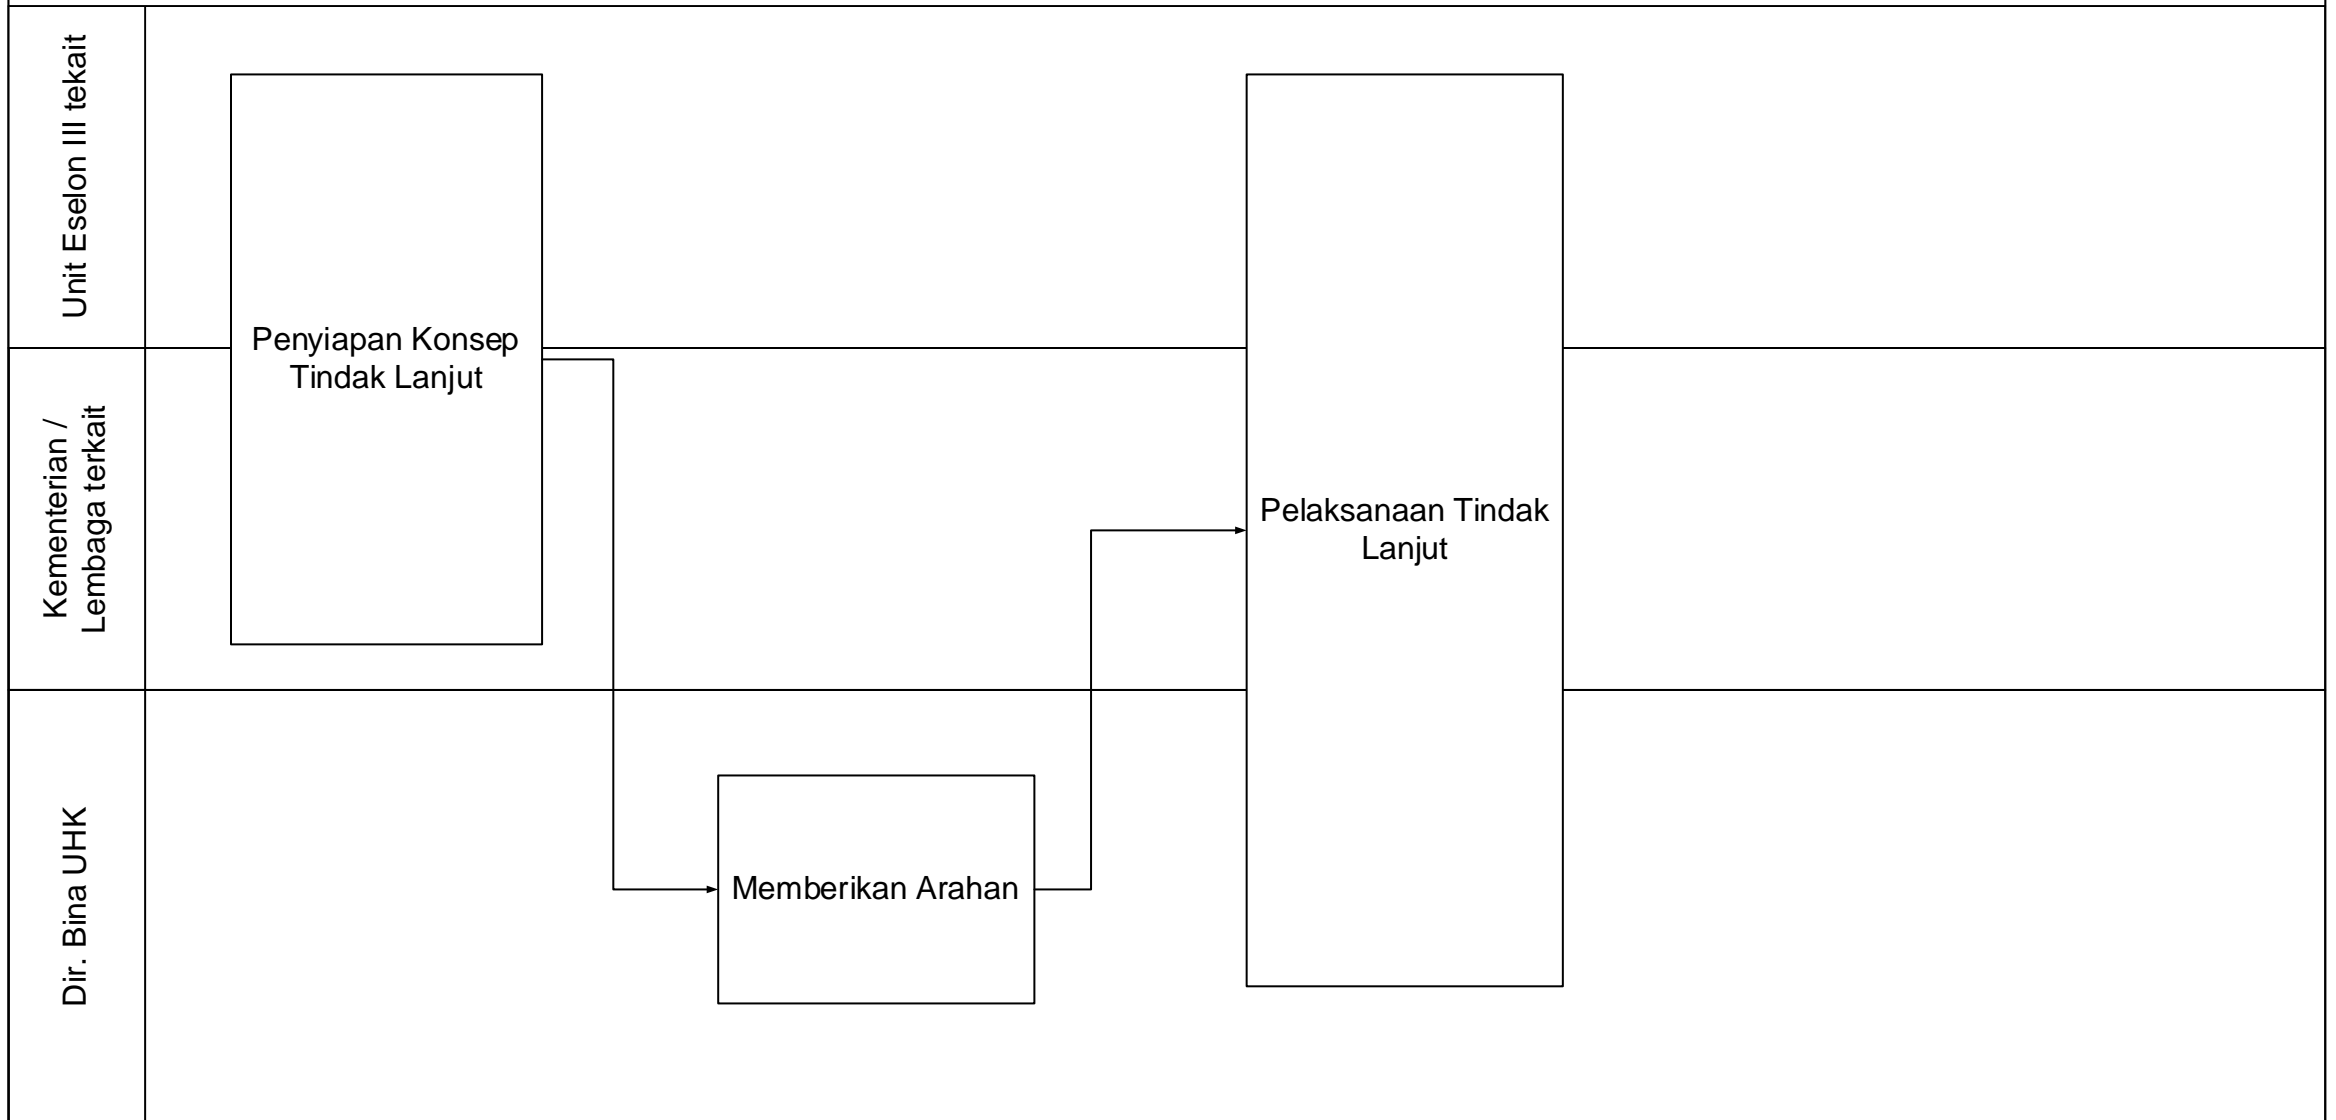 Unit Eselon III tekait
Penyiapan Konsep
Tindak Lanjut
Kementerian /
Lembaga terkait
Pelaksanaan Tindak
Lanjut
Dir. Bina UHK
Memberikan Arahan